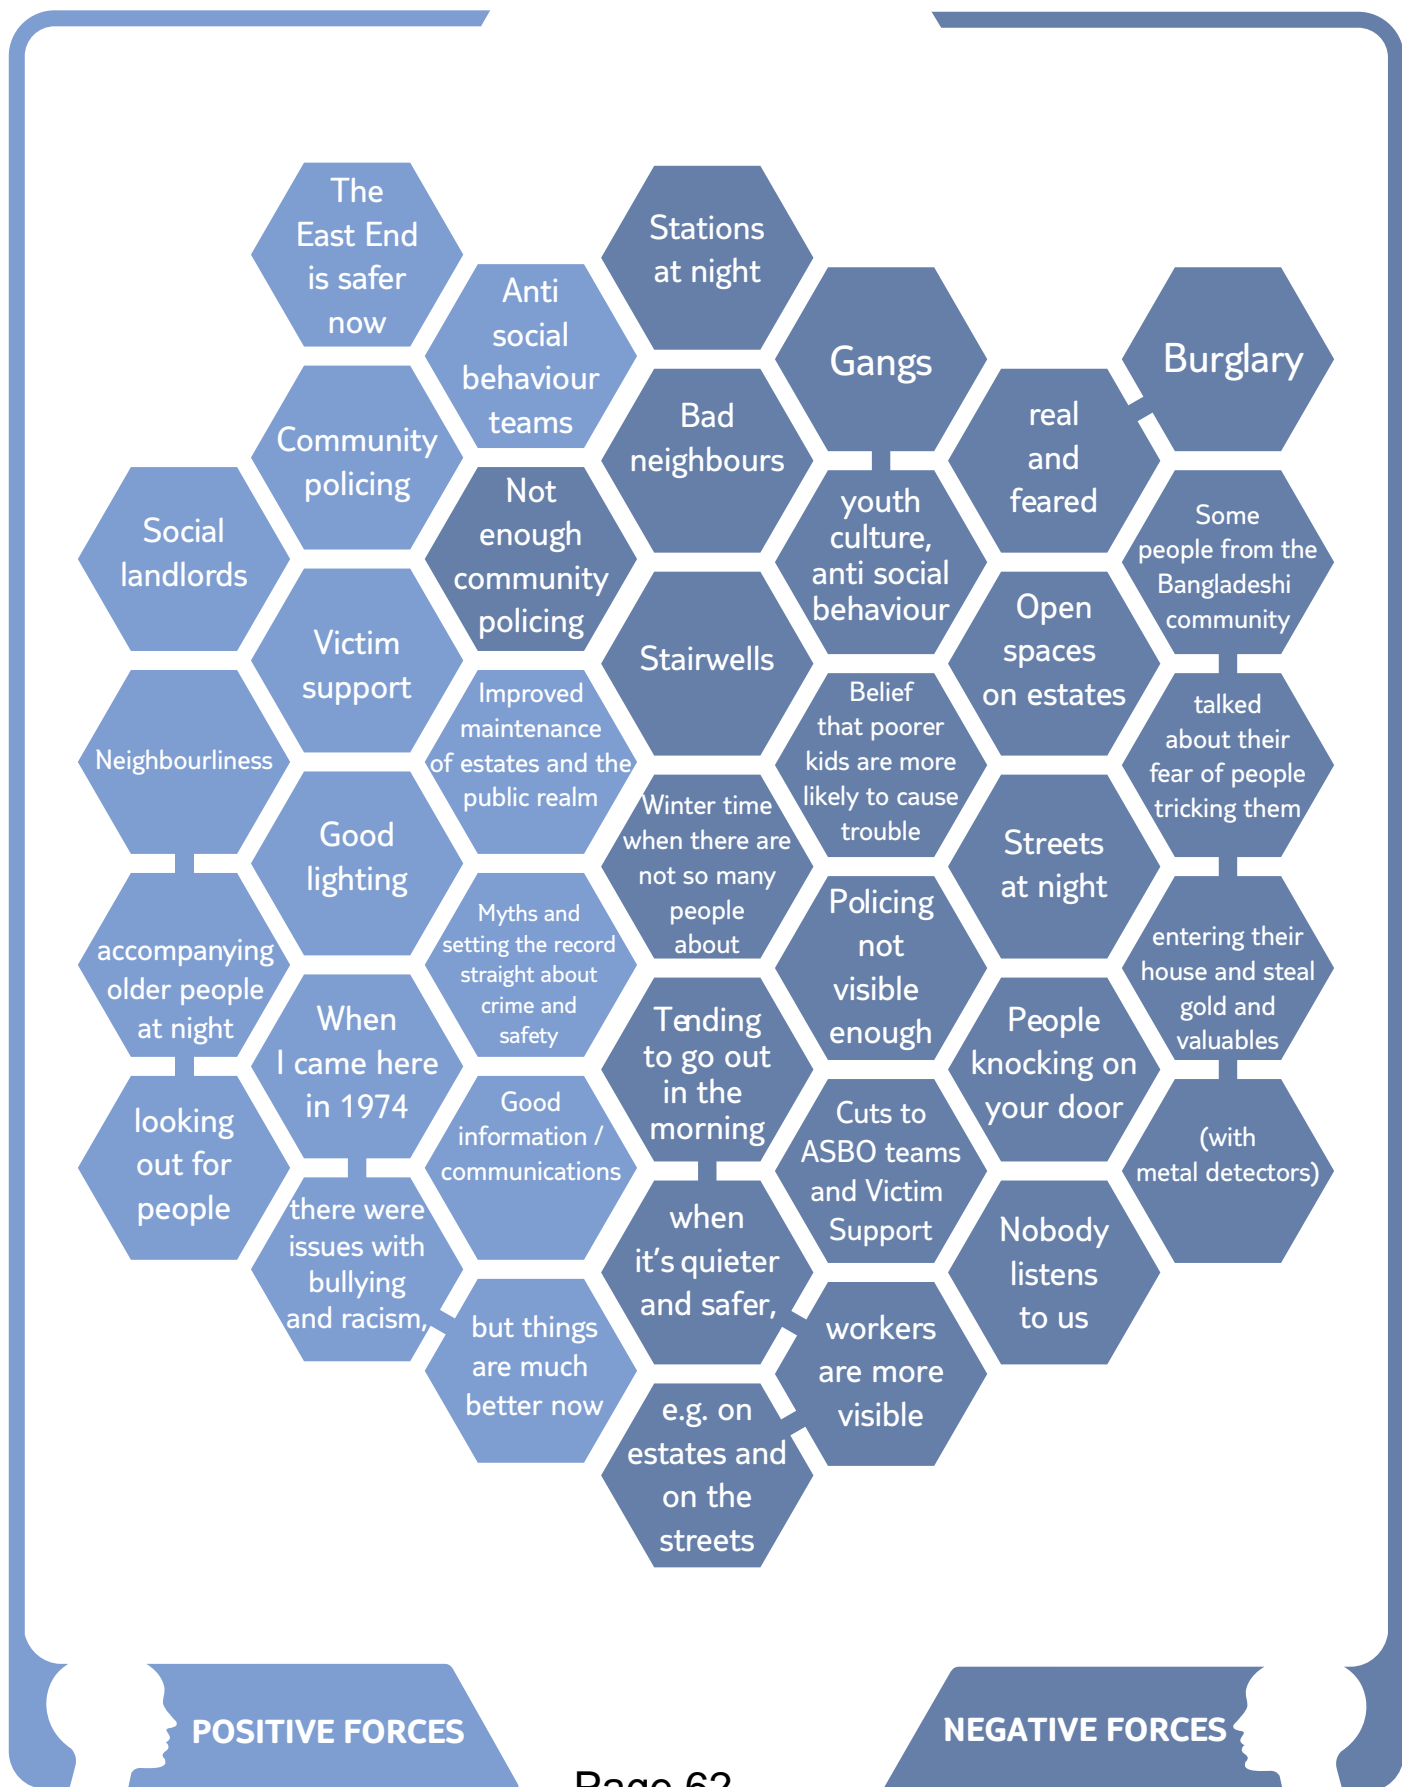 The
East End
is safer
now
Anti
social
behaviour
teams
Community
policing
Social
landlords
Not
enough
community
policing
Victim
support
Neighbourliness
accompanying
older people
at night
looking
out for
people
Improved
maintenance
of estates and the
public realm
Good
lighting
Myths and
setting the record
straight about
crime and
safety
When
I came here
in 1974
there were
issues with
bullying
and racism,
but things
are much
better now
Good
information /
communications
Stations
at night
Bad
neighbours
Stairwells
Winter time
when there are
not so many
people
about
Tending
to go out
in the
morning
when
it's quieter
and safer,
workers
are more
visible
e.g. on
estates and
on the
streets
Gangs
youth
culture,
anti social
behaviour
Belief
that poorer
kids are more
likely to cause
trouble
Policing
not
visible
enough
Cuts to
ASBO teams
and Victim
Support
Burglary
real
and
feared
Open
spaces
on estates
Streets
at night
People
knocking on
your door
Nobody
listens
to us
Some
people from the
Bangladeshi
community
talked
about their
fear of people
tricking them
entering their
house and steal
gold and
valuables
(with
metal detectors)
POSITIVE FORCES
NEGATIVE FORCES
Page 62